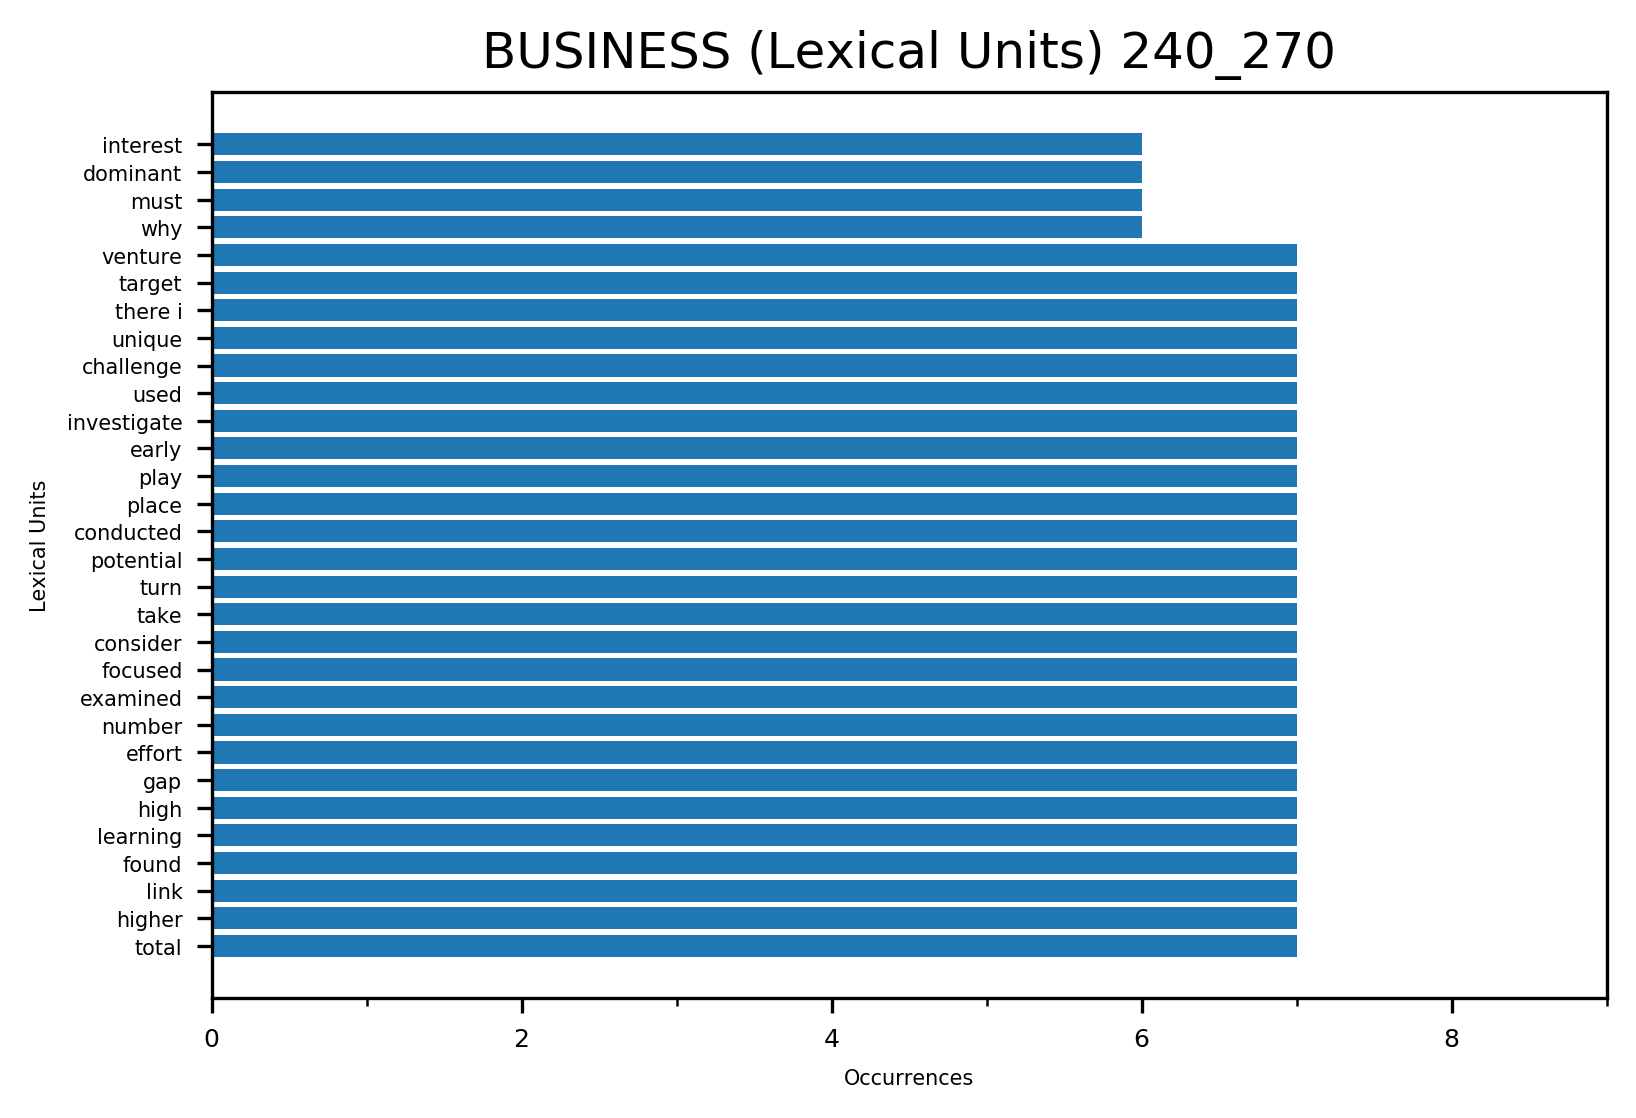 BUSINESS (Lexical Units) 240_270
interest
dominant
must
why
venture
target
there i
unique
challenge
used
investigate
early
play
place
conducted
potential
turn
take
consider
focused
examined
number
effort
gap
high
learning
found
link
higher
total
Lexical Units
0 2 4 6 8
Occurrences